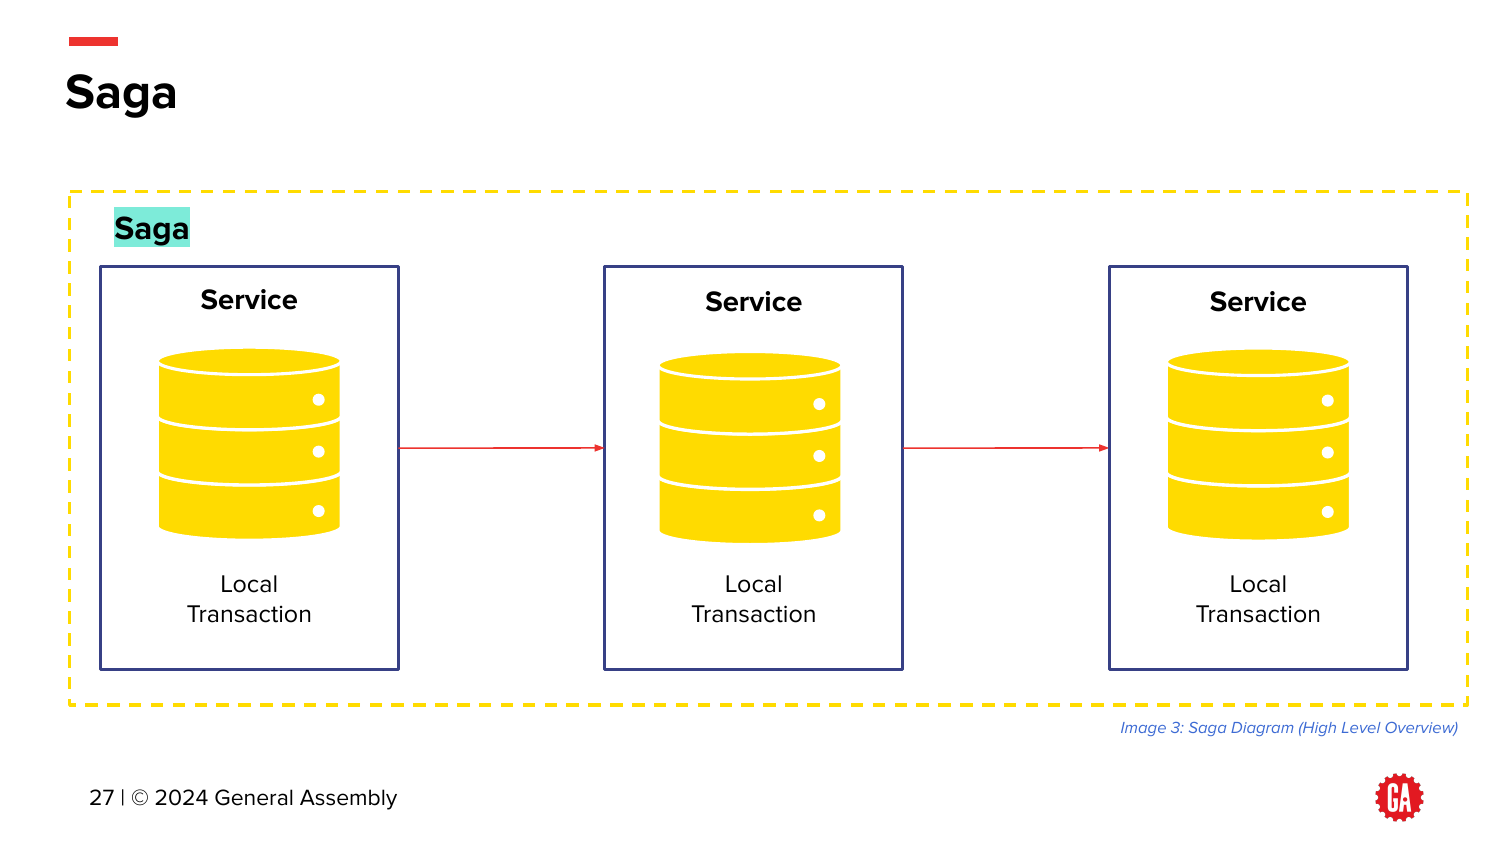 Saga
Saga
Service
Service
Service
Local
Transaction
Local
Transaction
Local
Transaction
Image 3: Saga Diagram (High Level Overview)
27 | © 2024 General Assembly
GA